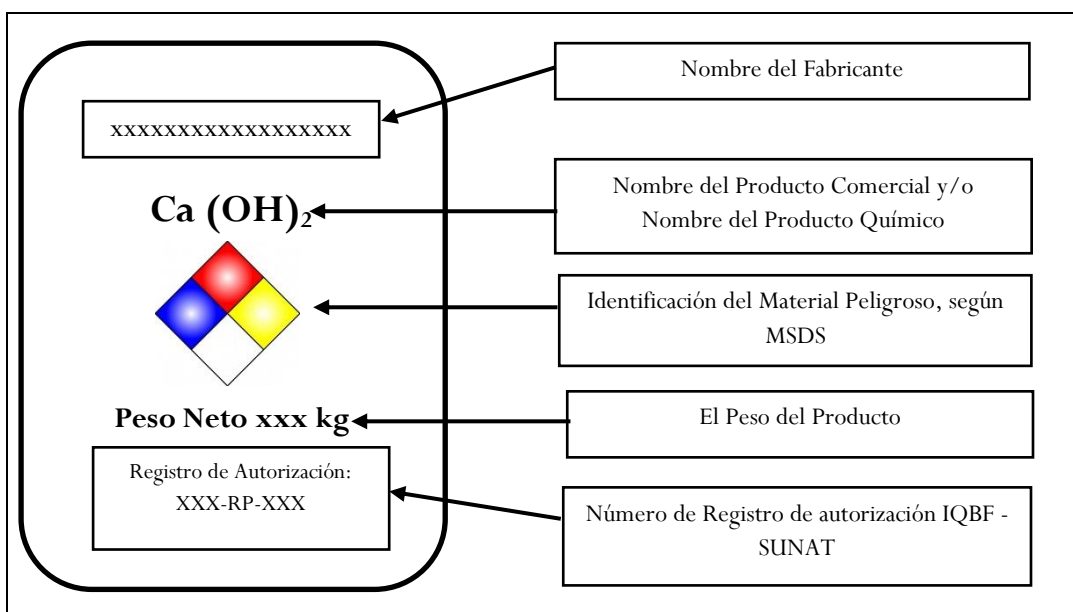 Nombre del Fabricante
xxxxxxxxxxxxxxxxxx
Nombre del Producto Comercial y/o
Nombre del Producto Químico
Ca (OH)₂
Identificación del Material Peligroso, según
MSDS
Peso Neto xxx kg
El Peso del Producto
Registro de Autorización:
XXX-RP-XXX
Número de Registro de autorización IQBF -
SUNAT